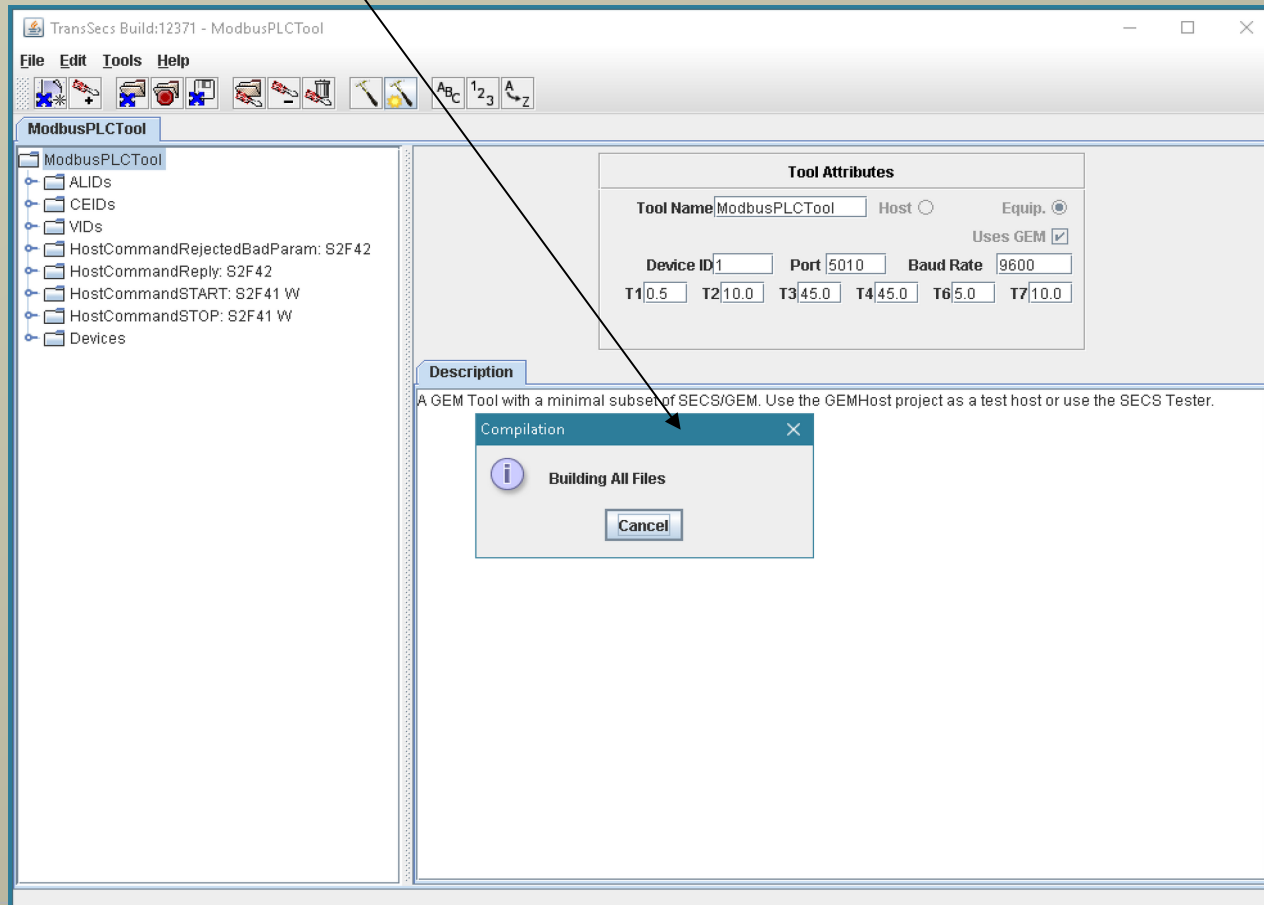 TransSecs Build:12371 - ModbusPLCTool
File Edit Tools Help
ABC 123 A Z
ModbusPLCTool
ModbusPLCTool
ALIDs
CEIDs
VIDs
HostCommandRejectedBadParam: S2F42
HostCommandReply: S2F42
HostCommandSTART: S2F41 W
HostCommandSTOP: S2F41 W
Devices
Tool Attributes
Tool Name ModbusPLCTool Host Equip.
Uses GEM
Device ID 1 Port 5010 Baud Rate 9600
T1 0.5 T2 10.0 T3 45.0 T4 45.0 T6 5.0 T7 10.0
Description
A GEM Tool with a minimal subset of SECS/GEM. Use the GEMHost project as a test host or use the SECS Tester.
Compilation
i
Building All Files
Cancel